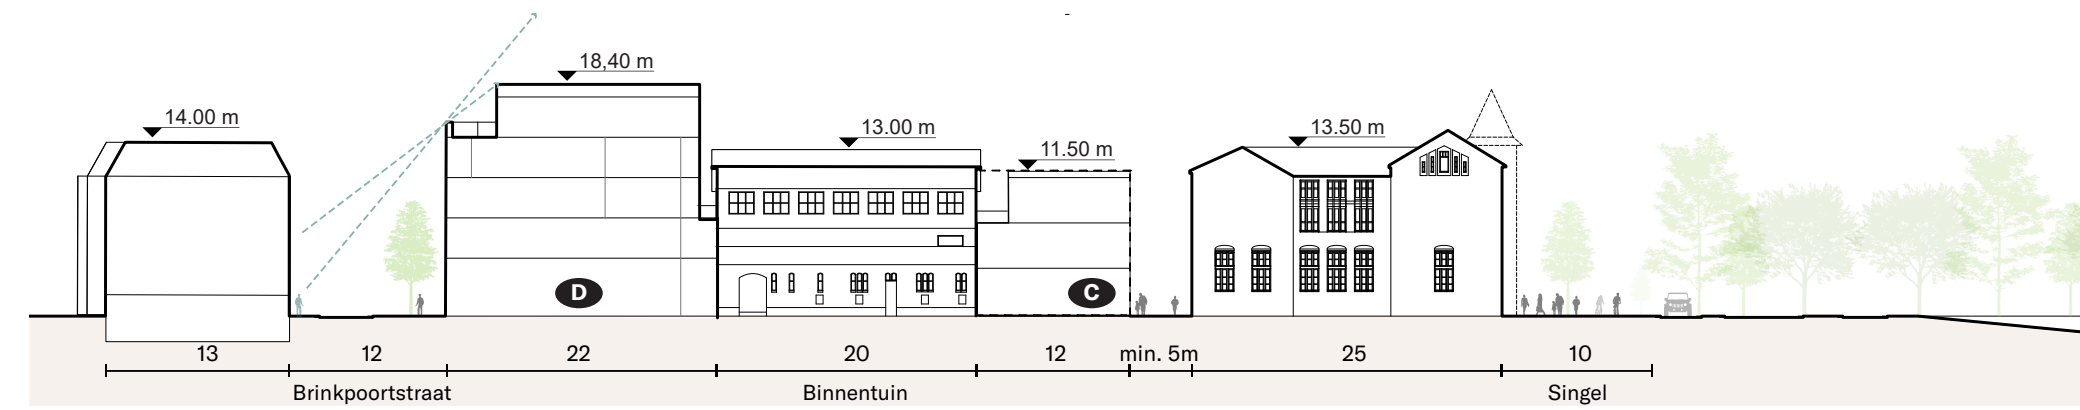 18,40 m
14.00 m
13.00 m
13.50 m
11.50 m
D
C
13 12 22 20 12 min. 5m 25 10
Brinkpoortstraat Binnentuin Singel